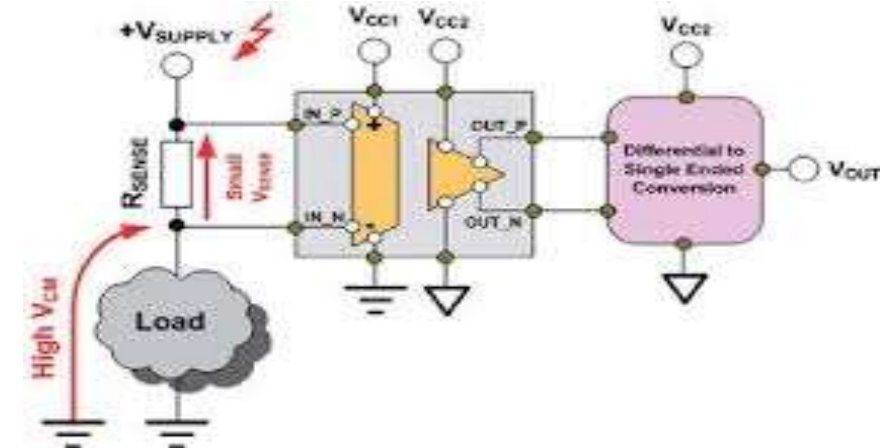 +VSUPPLY
VCC1
VCC2
VCC2
IN_P
+
OUT_P
RSENSE
Small
VSENSE
Differential to
Single Ended
Conversion
VOUT
IN_N
-
OUT_N
High VCM
Load